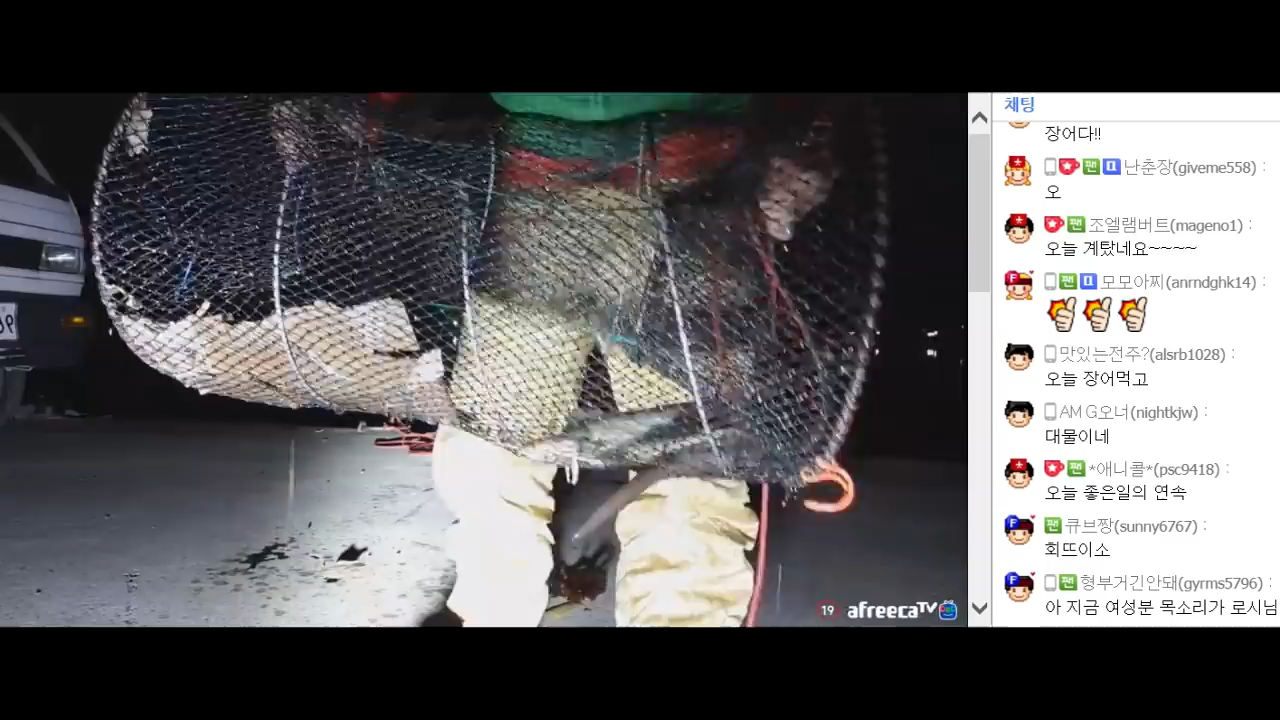 채팅
장어다!!
팬 난춘장(giveme558) :
오
팬 조엘램버트(mageno1) :
오늘 계탔네요~~~~
팬 모모아찌(anrndghk14) :
맛있는전주?(alsrb1028) :
오늘 장어먹고
AM G오너(nightkjw) :
대물이네
팬 *애니콜*(psc9418) :
오늘 좋은일의 연속
F 팬 큐브짱(sunny6767) :
회뜨이소
F 팬 형부거긴안돼(gyrms5796) :
아 지금 여성분 목소리가 로시님
19 afreecaTV